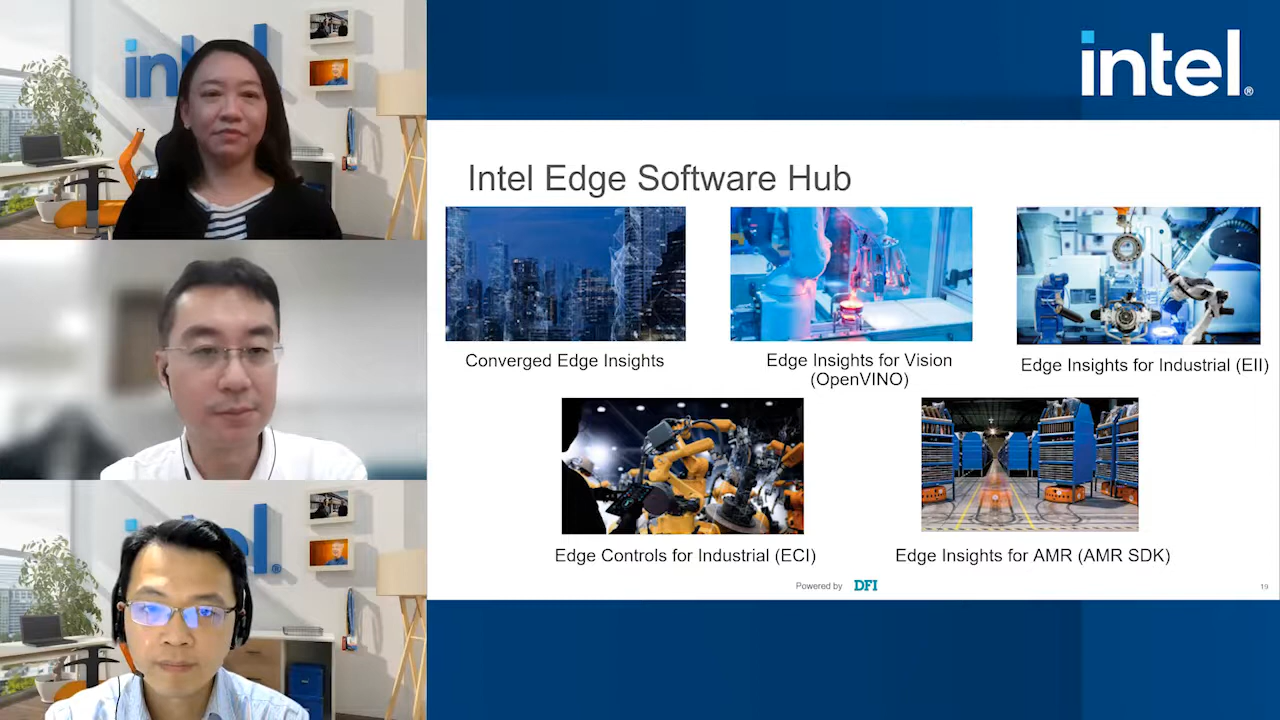 intel
intel®
Intel Edge Software Hub
Converged Edge Insights
Edge Insights for Vision
(OpenVINO)
Edge Insights for Industrial (EII)
Edge Controls for Industrial (ECI)
Edge Insights for AMR (AMR SDK)
Powered by DFI
19